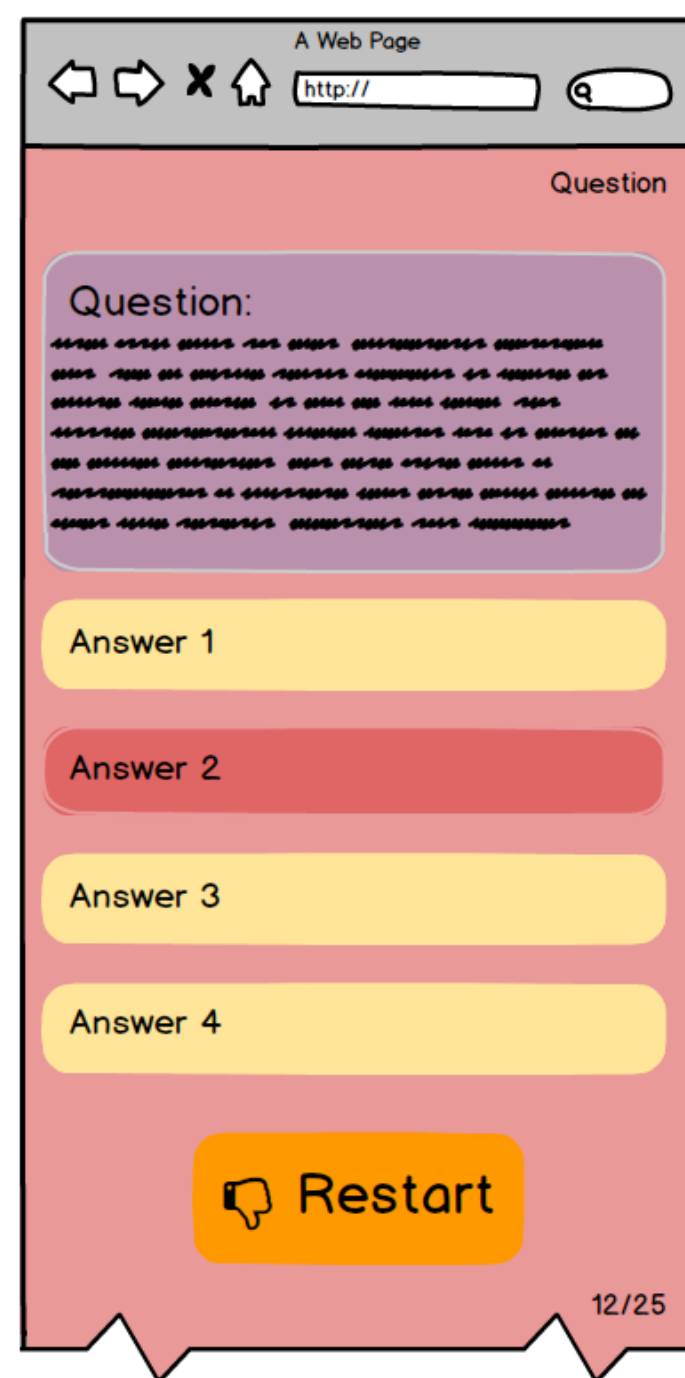 A Web Page
http://
Question
Question:
Answer 1
Answer 2
Answer 3
Answer 4
Restart
12/25